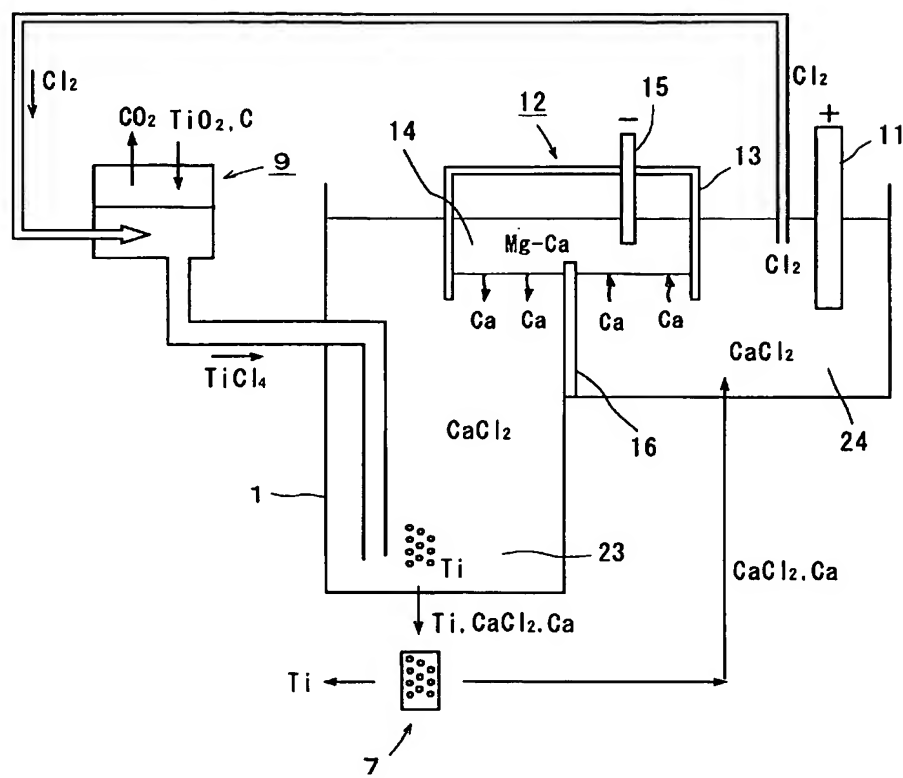 Cl₂
Cl₂
CO₂ TiO₂.C
9
12
15
14
13
+
11
−
Mg-Ca
Cl₂
Ca
Ca
Ca
Ca
TiCl₄
CaCl₂
CaCl₂
16
24
1
23
Ti
CaCl₂.Ca
Ti.CaCl₂.Ca
Ti
7